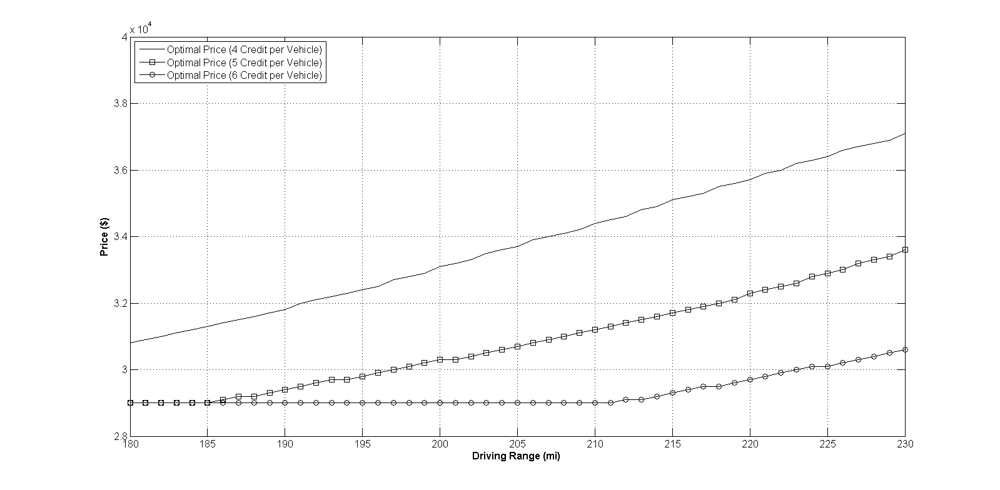 x 10^4
4
3.8
3.6
3.4
3.2
3
2.8
Price ($)
Optimal Price (4 Credit per Vehicle)
Optimal Price (5 Credit per Vehicle)
Optimal Price (6 Credit per Vehicle)
180 185 190 195 200 205 210 215 220 225 230
Driving Range (mi)